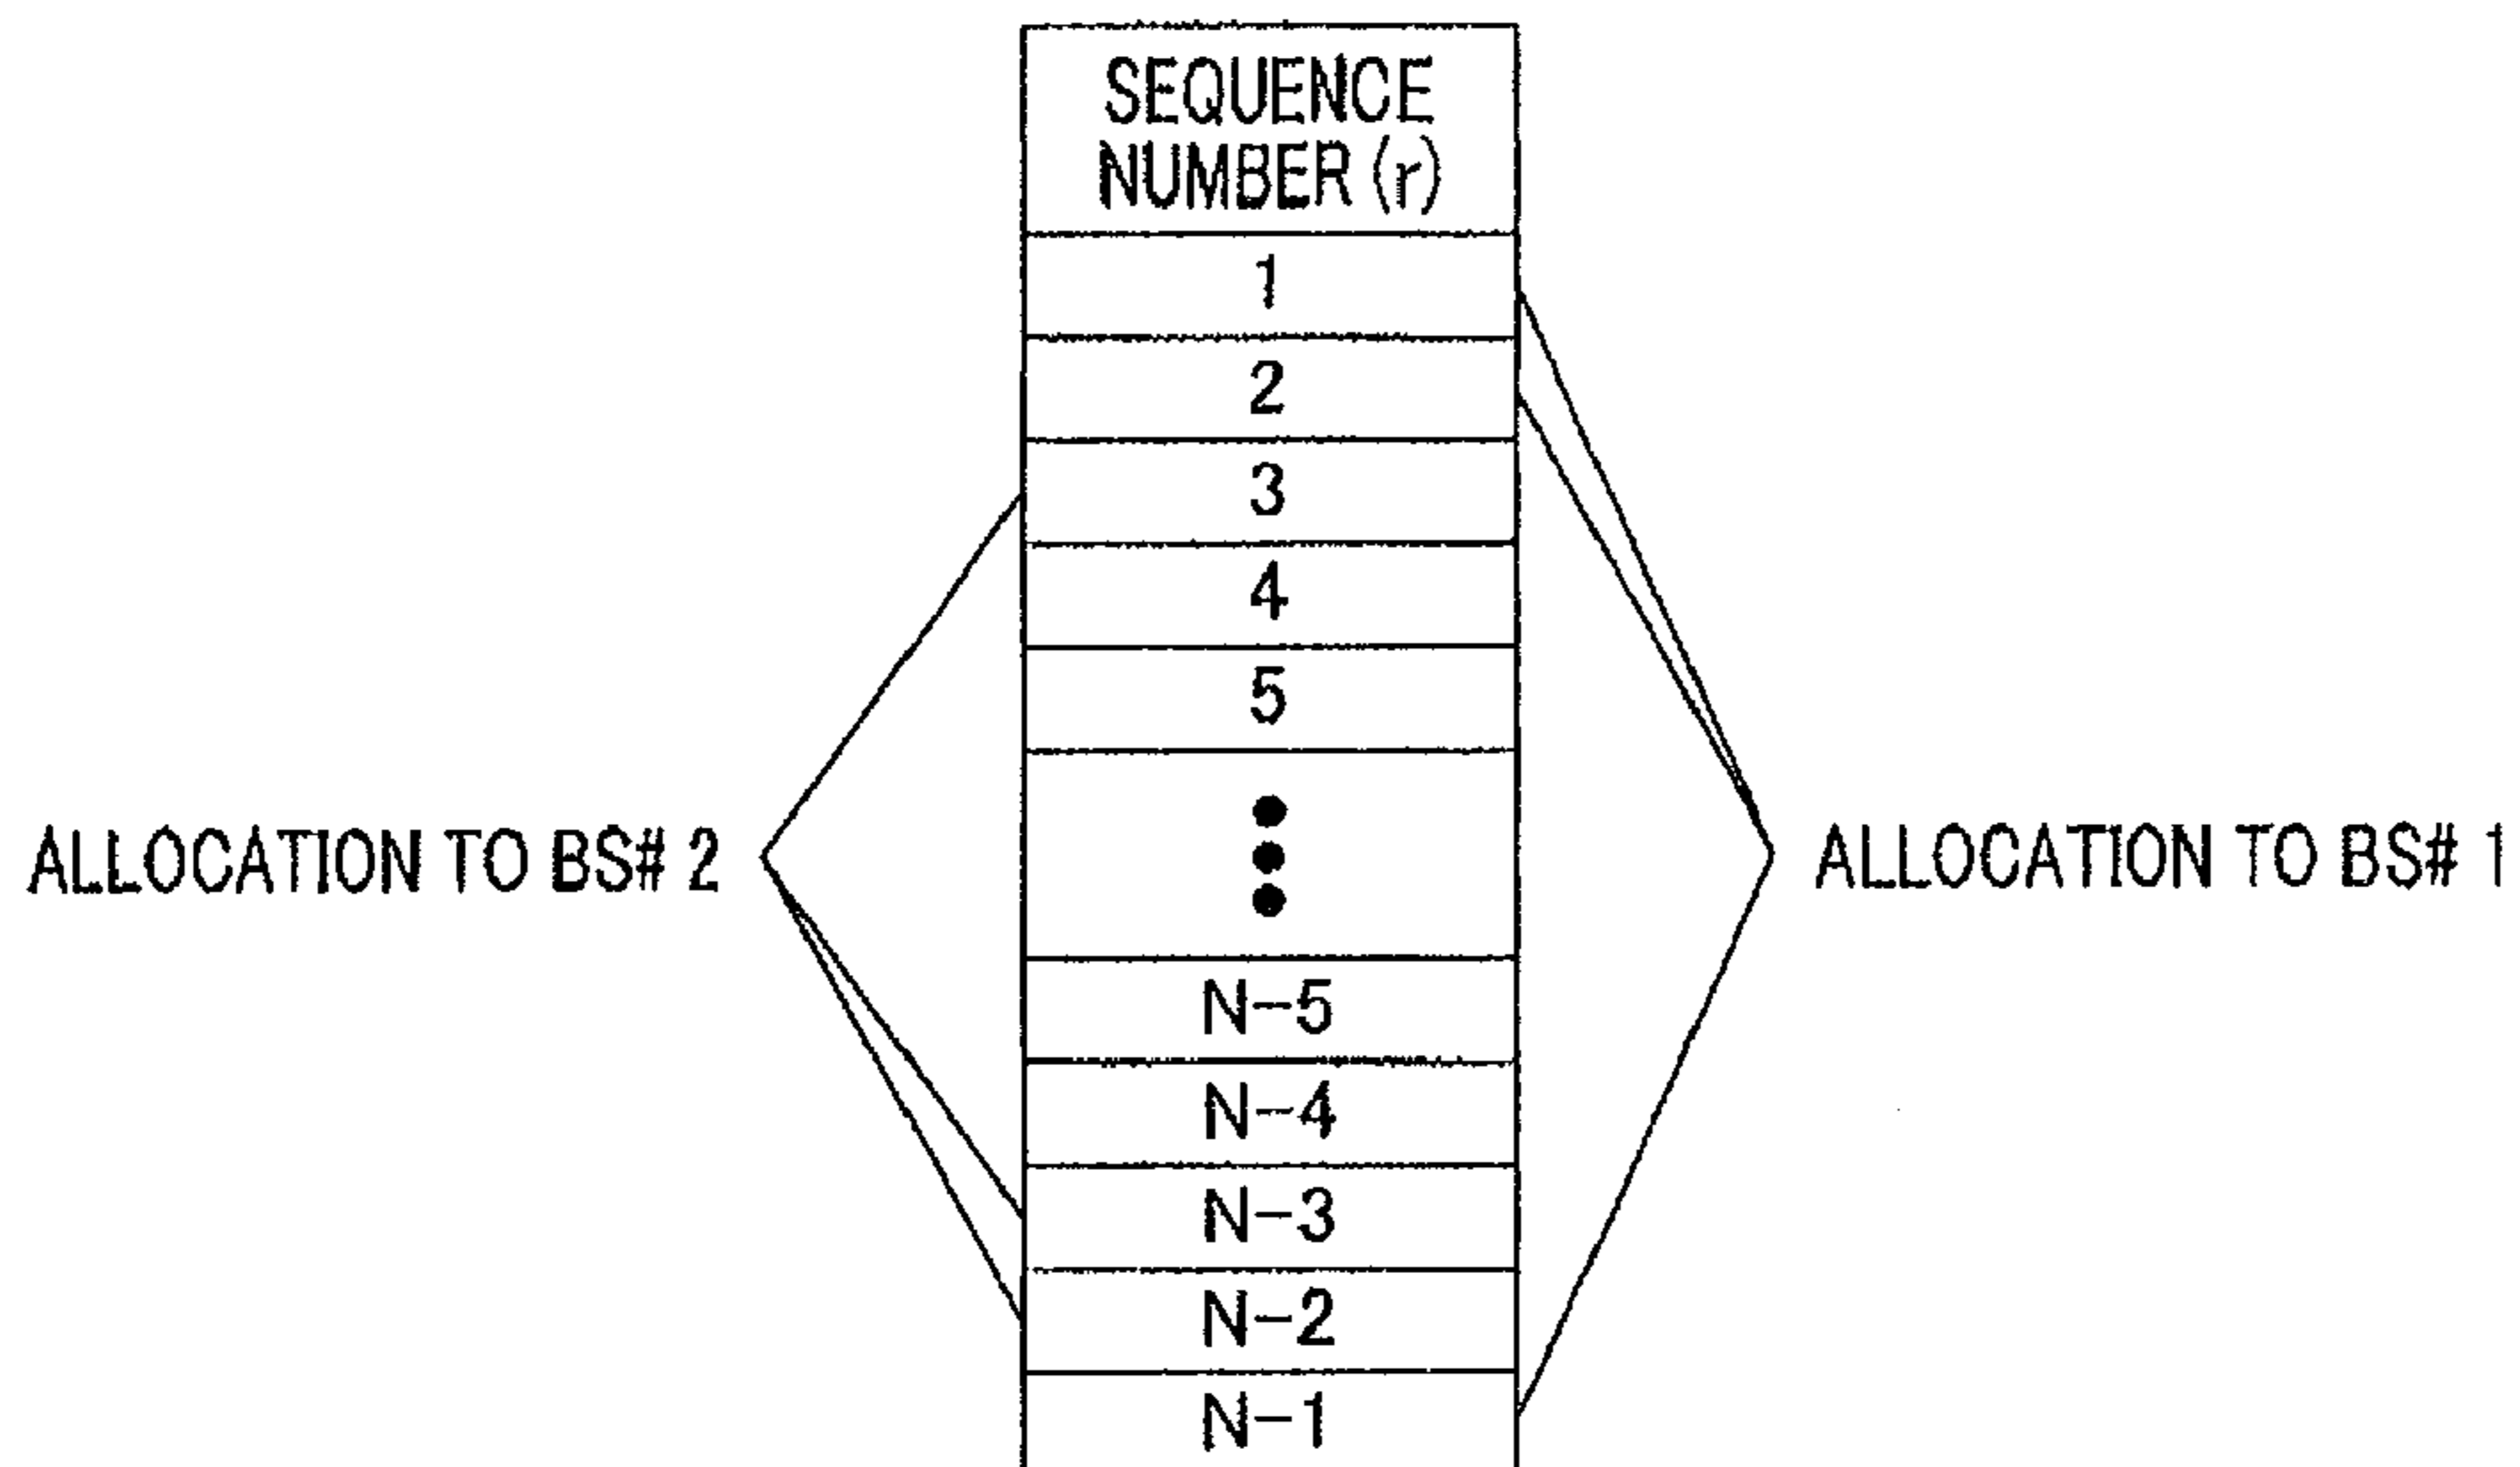 SEQUENCE
NUMBER (r)
1
2
3
4
5
ALLOCATION TO BS# 2
ALLOCATION TO BS# 1
N-5
N-4
N-3
N-2
N-1